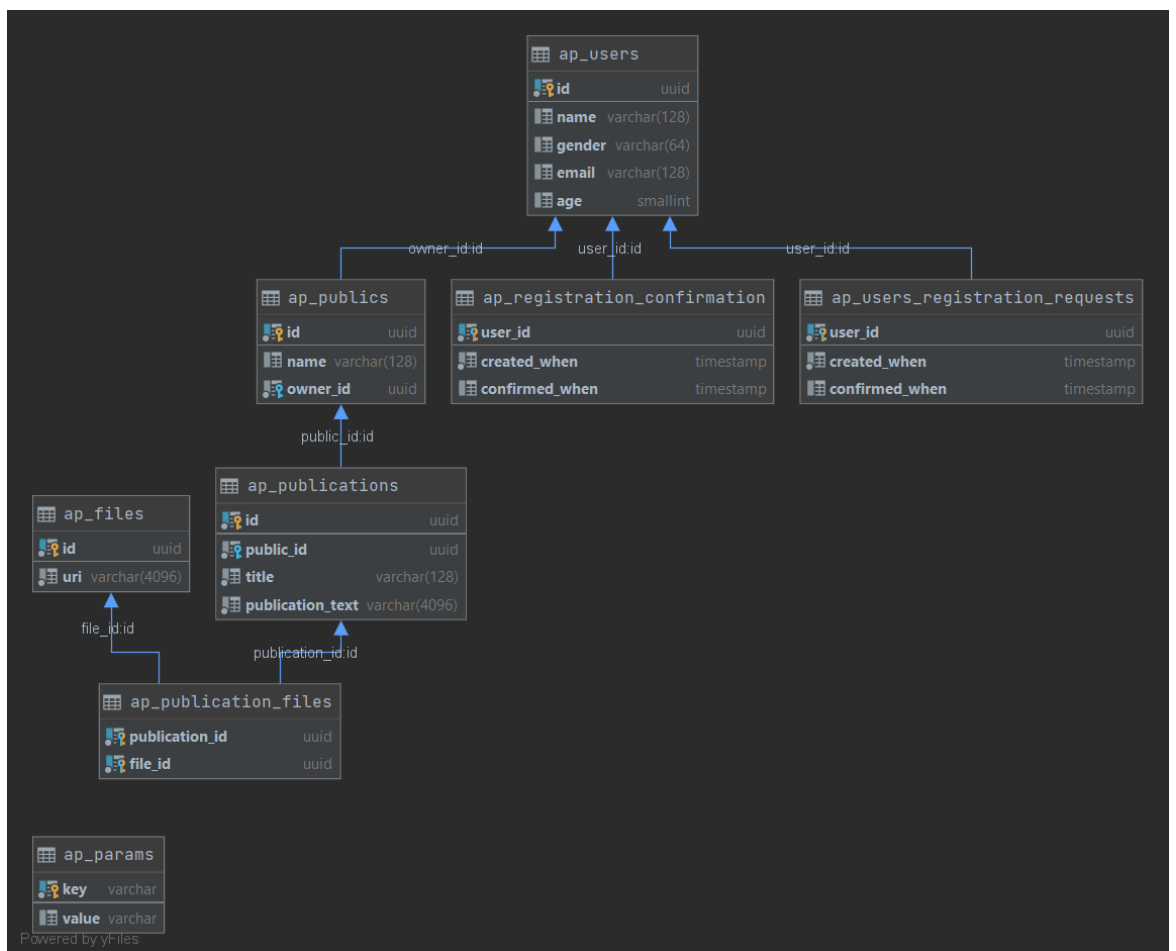 ap_users
id uuid
name varchar(128)
gender varchar(64)
email varchar(128)
age smallint
owner_id:id
user_id:id
user_id:id
ap_publics
id uuid
name varchar(128)
owner_id uuid
ap_registration_confirmation
user_id uuid
created_when timestamp
confirmed_when timestamp
ap_users_registration_requests
user_id uuid
created_when timestamp
confirmed_when timestamp
public_id:id
ap_publications
id uuid
public_id uuid
title varchar(128)
publication_text varchar(4096)
ap_files
id uuid
uri varchar(4096)
file_id:id
publication_id:id
ap_publication_files
publication_id uuid
file_id uuid
ap_params
key varchar
value varchar
Powered by yFiles